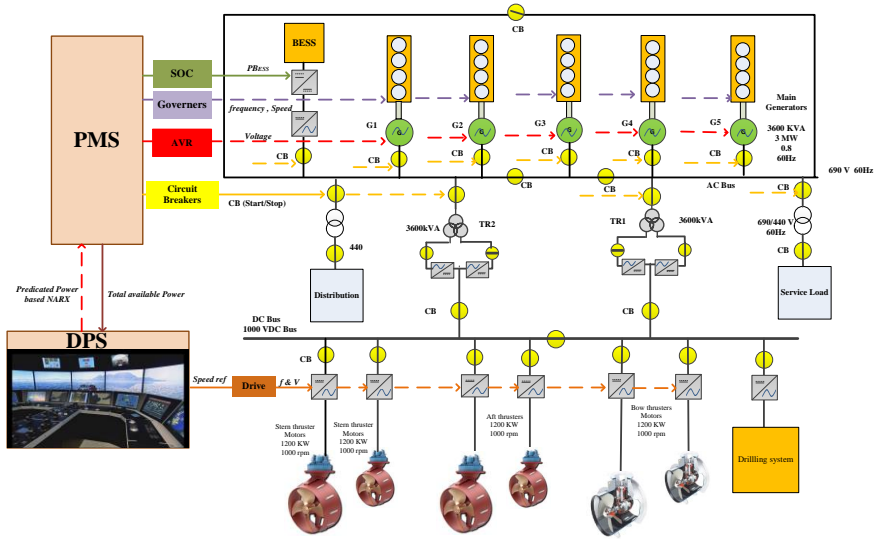 CB
BESS
PMS
SOC
PBESS
Governers
frequency , Speed
Main
Generators
3600 KVA
3 MW
0.8
60Hz
AVR
Voltage
G1
G2
G3
G4
G5
G
G
G
G
G
CB
CB
CB
CB
CB
CB
CB
CB
AC Bus
690 V 60Hz
Circuit
Breakers
CB (Start/Stop)
CB
3600kVA
TR2
TR1
3600kVA
690/440 V
60Hz
440
CB
Distribution
Service Load
Predicated Power
based NARX
Total available Power
CB
CB
DC Bus
1000 VDC Bus
DPS
CB
Speed ref
Drive
f & V
Stern thruster
Motors
1200 KW
1000 rpm
Stern thruster
Motors
1200 KW
1000 rpm
Aft thrusters
1200 KW
1000 rpm
Bow thrusters
Motors
1200 KW
1000 rpm
Drillling system